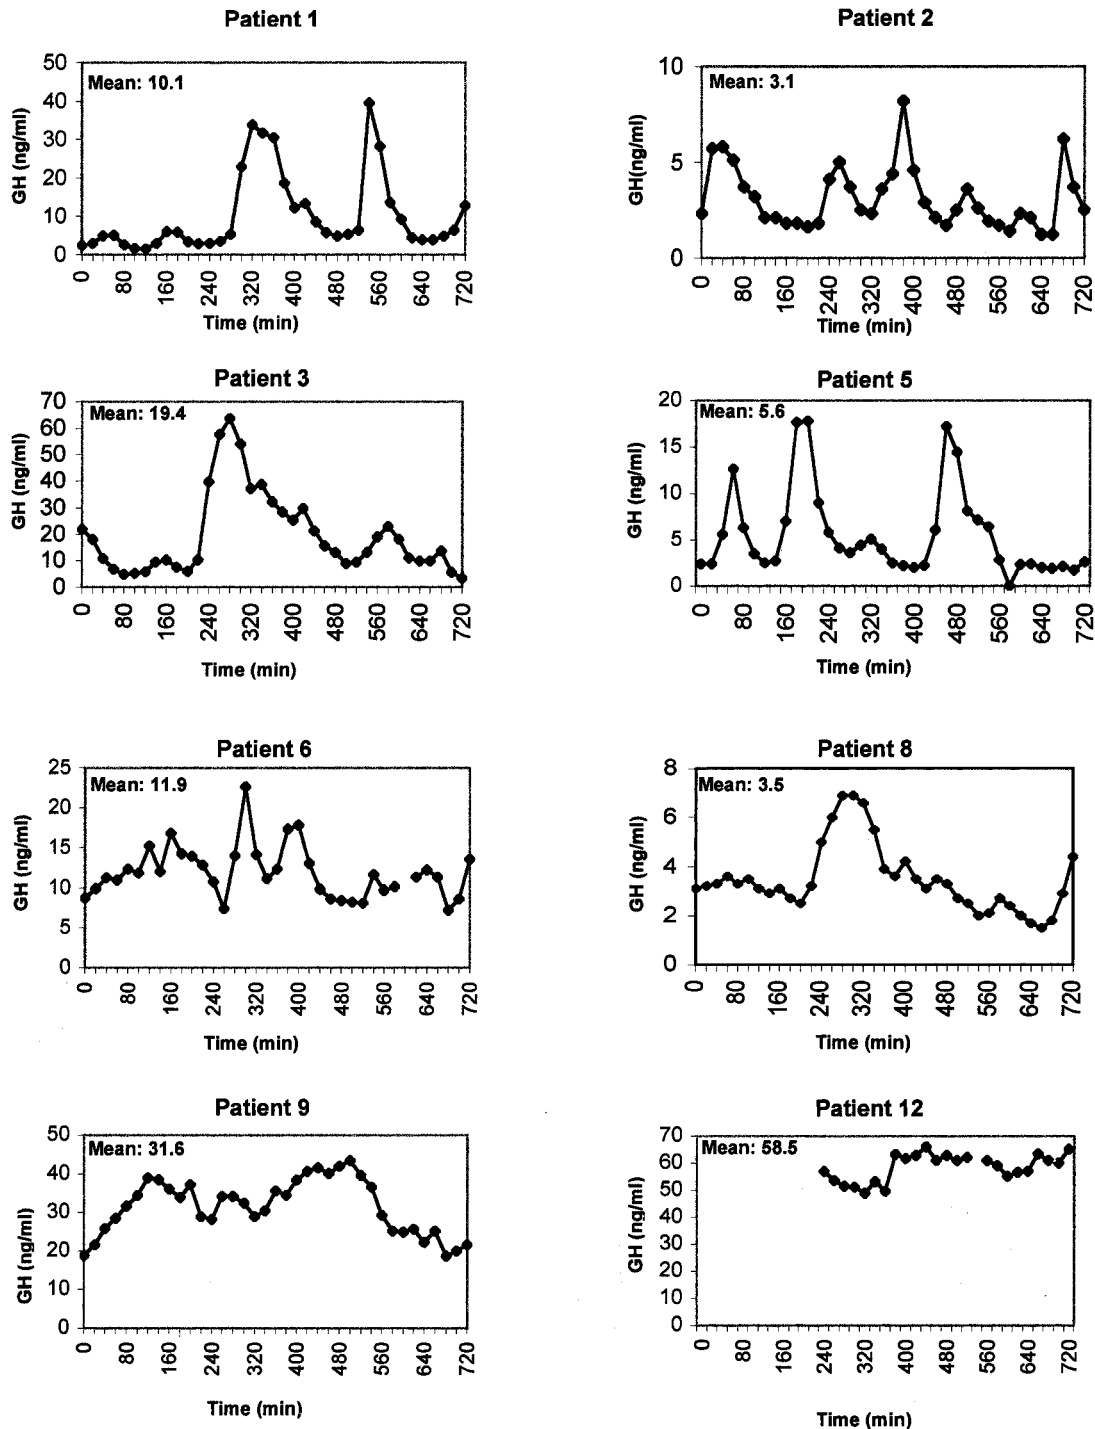 Patient 1
50
40
30
20
10
0
GH (ng/ml)
Mean: 10.1
0 80 160 240 320 400 480 560 640 720
Time (min)
Patient 2
10
5
0
GH(ng/ml)
Mean: 3.1
0 80 160 240 320 400 480 560 640 720
Time (min)
Patient 3
70
60
50
40
30
20
10
0
GH (ng/ml)
Mean: 19.4
0 80 160 240 320 400 480 560 640 720
Time (min)
Patient 5
20
15
10
5
0
GH (ng/ml)
Mean: 5.6
0 80 160 240 320 400 480 560 640 720
Time (min)
Patient 6
25
20
15
10
5
0
GH (ng/ml)
Mean: 11.9
0 80 160 240 320 400 480 560 640 720
Time (min)
Patient 8
8
6
4
2
0
GH (ng/ml)
Mean: 3.5
0 80 160 240 320 400 480 560 640 720
Time (min)
Patient 9
50
40
30
20
10
0
GH (ng/ml)
Mean: 31.6
0 80 160 240 320 400 480 560 640 720
Time (min)
Patient 12
70
60
50
40
30
20
10
0
GH (ng/ml)
Mean: 58.5
0 80 160 240 320 400 480 560 640 720
Time (min)